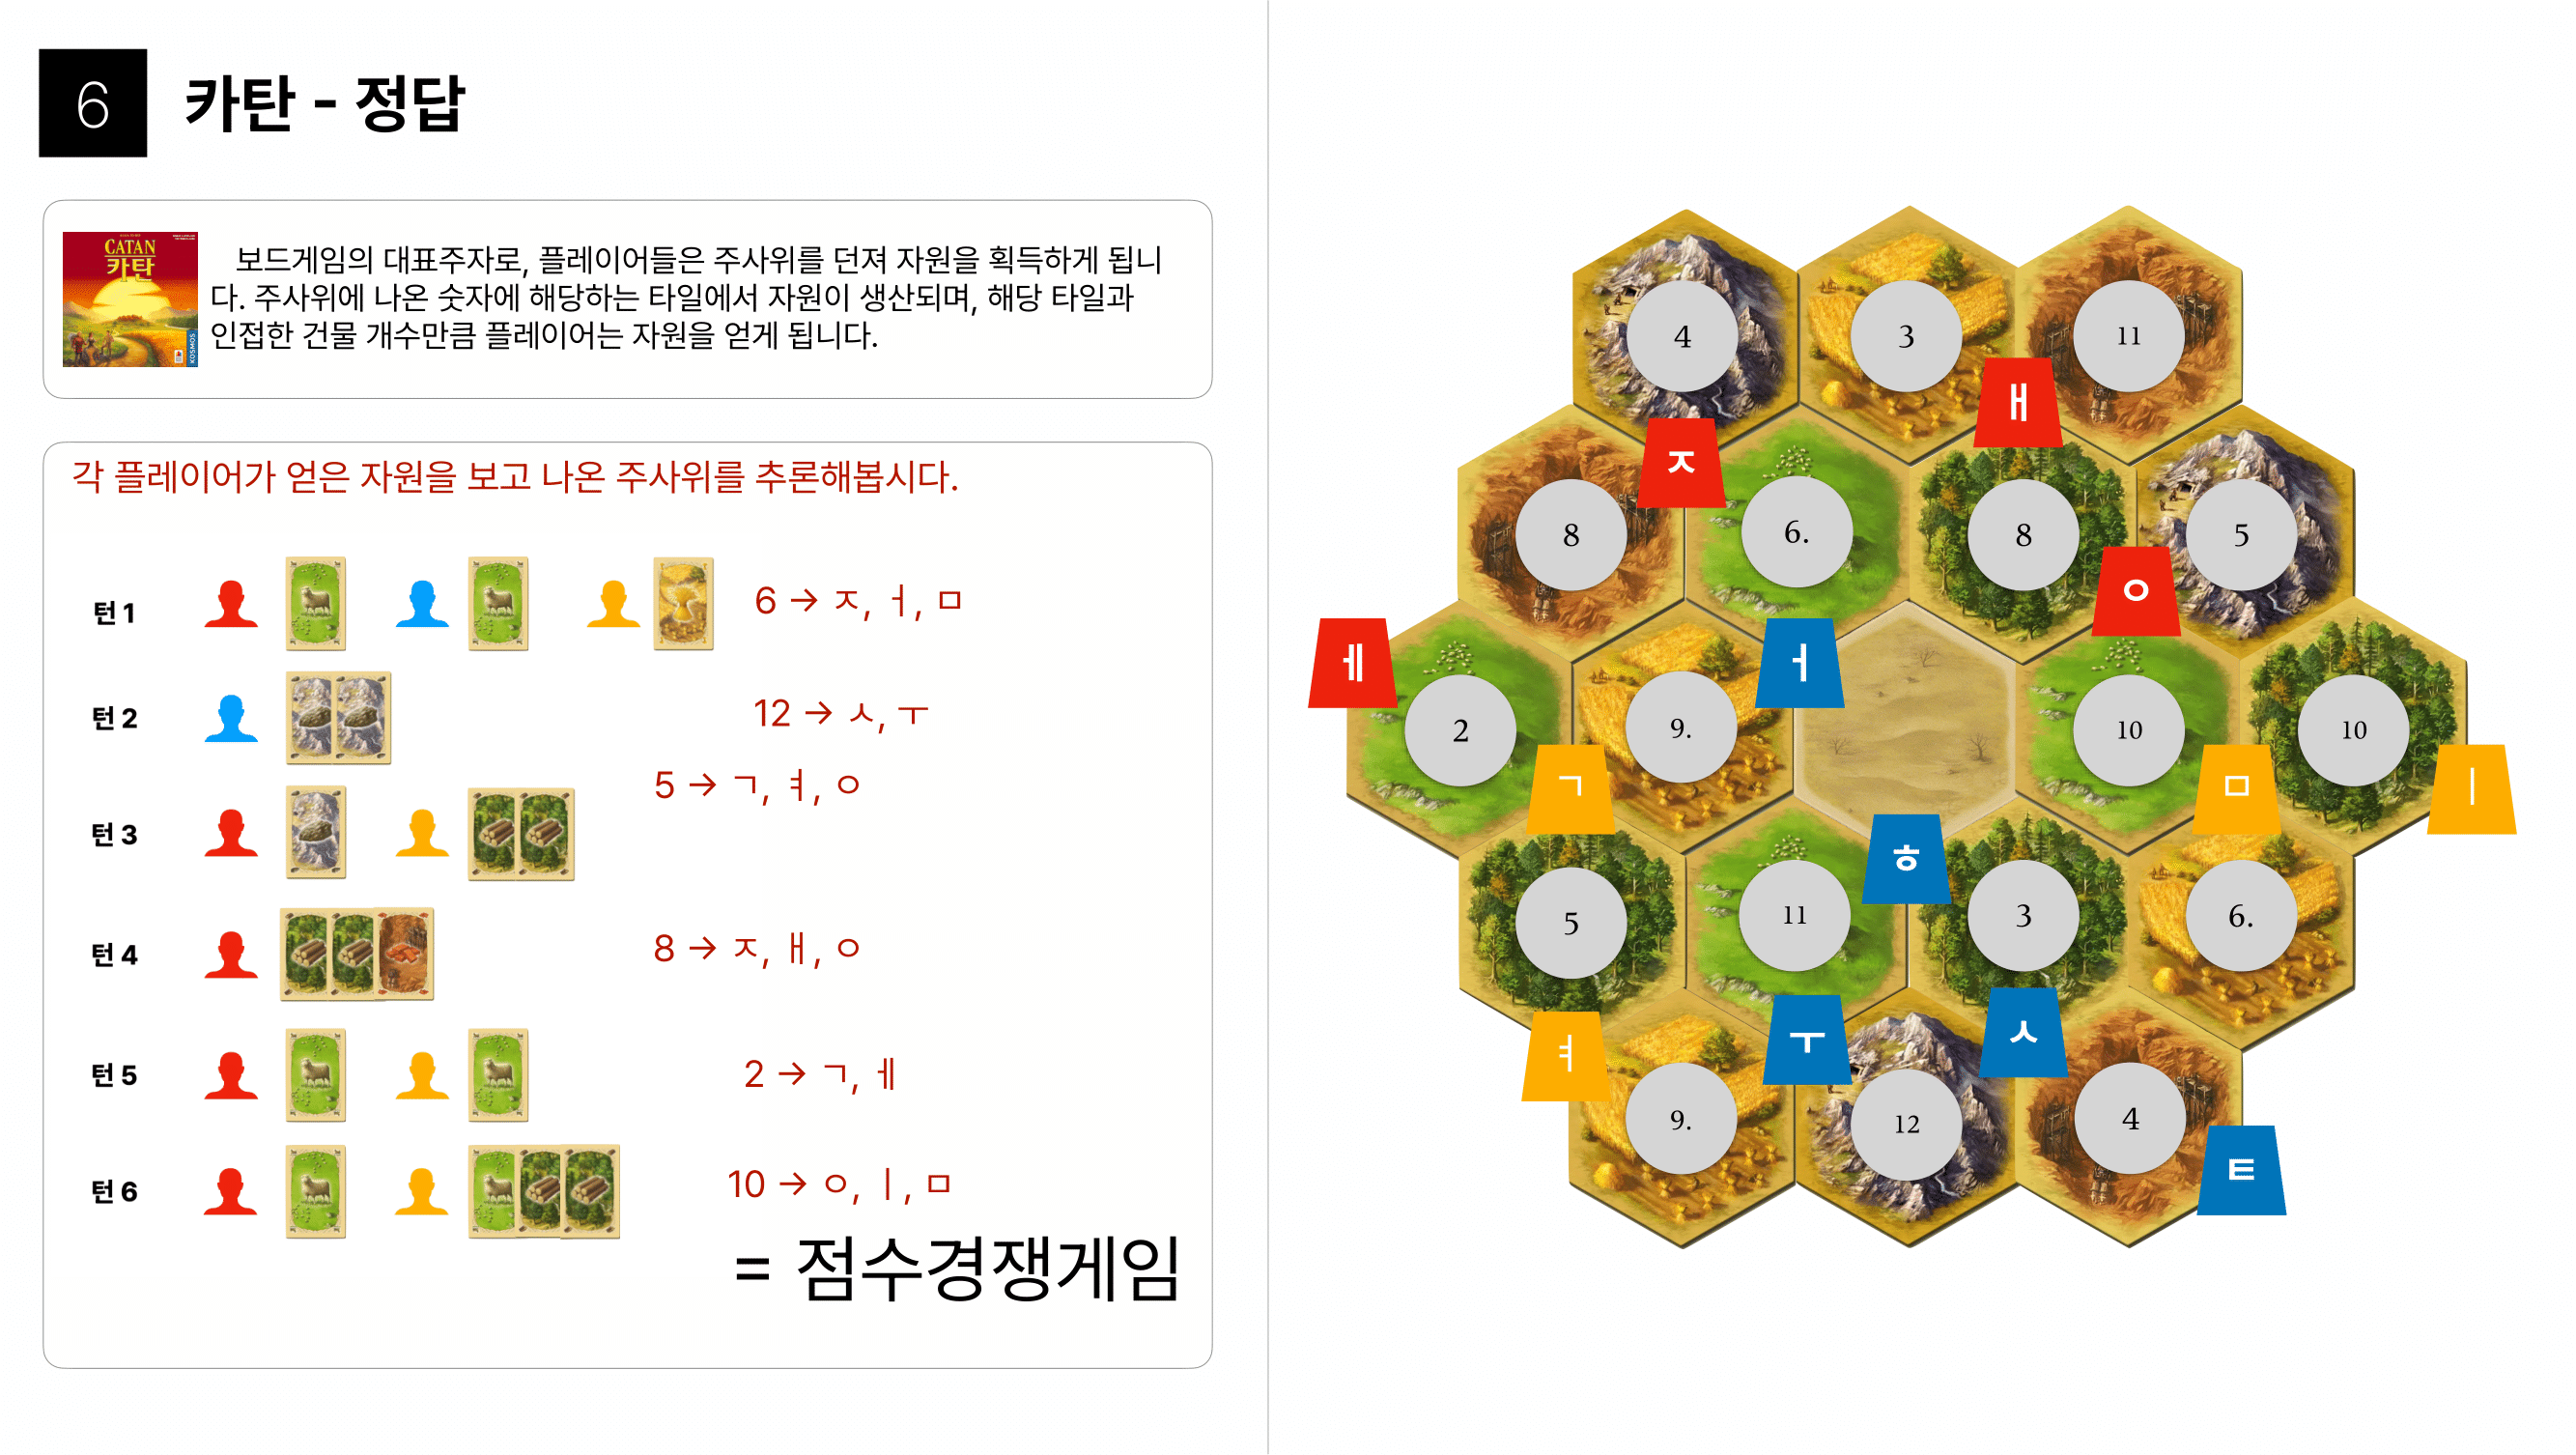 6
카탄 - 정답
CATAN
카탄
KOSMOS
보드게임의 대표주자로, 플레이어들은 주사위를 던져 자원을 획득하게 됩니
다. 주사위에 나온 숫자에 해당하는 타일에서 자원이 생산되며, 해당 타일과
인접한 건물 개수만큼 플레이어는 자원을 얻게 됩니다.
각 플레이어가 얻은 자원을 보고 나온 주사위를 추론해봅시다.
턴 1
6 → ㅈ, ㅓ, ㅁ
턴 2
12 → ㅅ, ㅜ
턴 3
5 → ㄱ, ㅕ, ㅇ
턴 4
8 → ㅈ, ㅐ, ㅇ
턴 5
2 → ㄱ, ㅔ
턴 6
10 → ㅇ, ㅣ, ㅁ
= 점수경쟁게임
4
3
11
ㅐ
ㅈ
8
6.
8
5
ㅇ
ㅔ
ㅓ
2
9.
10
10
ㄱ
ㅁ
ㅣ
ㅎ
5
11
3
6.
ㅕ
ㅜ
ㅅ
9.
12
4
ㅌ